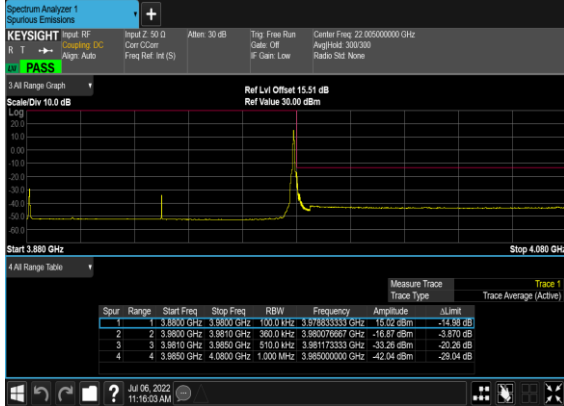 Spectrum Analyzer 1
Spurious Emissions
+
KEYSIGHT Input: RF Input Z: 50 Ω Atten: 30 dB Trig: Free Run Center Freq: 22.005000000 GHz
R T Coupling: DC Corr CCorr Gate: Off Avg|Hold: 300/300
Align: Auto Freq Ref: Int (S) IF Gain: Low Radio Std: None
LXI PASS
3 All Range Graph
Ref Lvl Offset 15.51 dB
Scale/Div 10.0 dB Ref Value 30.00 dBm
Log
20.0
10.0
0.00
-10.0
-20.0
-30.0
-40.0
-50.0
-60.0
Start 3.880 GHz Stop 4.080 GHz
4 All Range Table
Measure Trace Trace 1
Trace Type Trace Average (Active)
Spur Range Start Freq Stop Freq RBW Frequency Amplitude ΔLimit
1 1 3.8800 GHz 3.9800 GHz 100.0 kHz 3.978833333 GHz 15.02 dBm -14.98 dB
2 2 3.9800 GHz 3.9810 GHz 360.0 kHz 3.980076667 GHz -16.87 dBm -3.870 dB
3 3 3.9810 GHz 3.9850 GHz 510.0 kHz 3.981173333 GHz -33.26 dBm -20.26 dB
4 4 3.9850 GHz 4.0800 GHz 1.000 MHz 3.985000000 GHz -42.04 dBm -29.04 dB
? Jul 06, 2022
11:16:03 AM